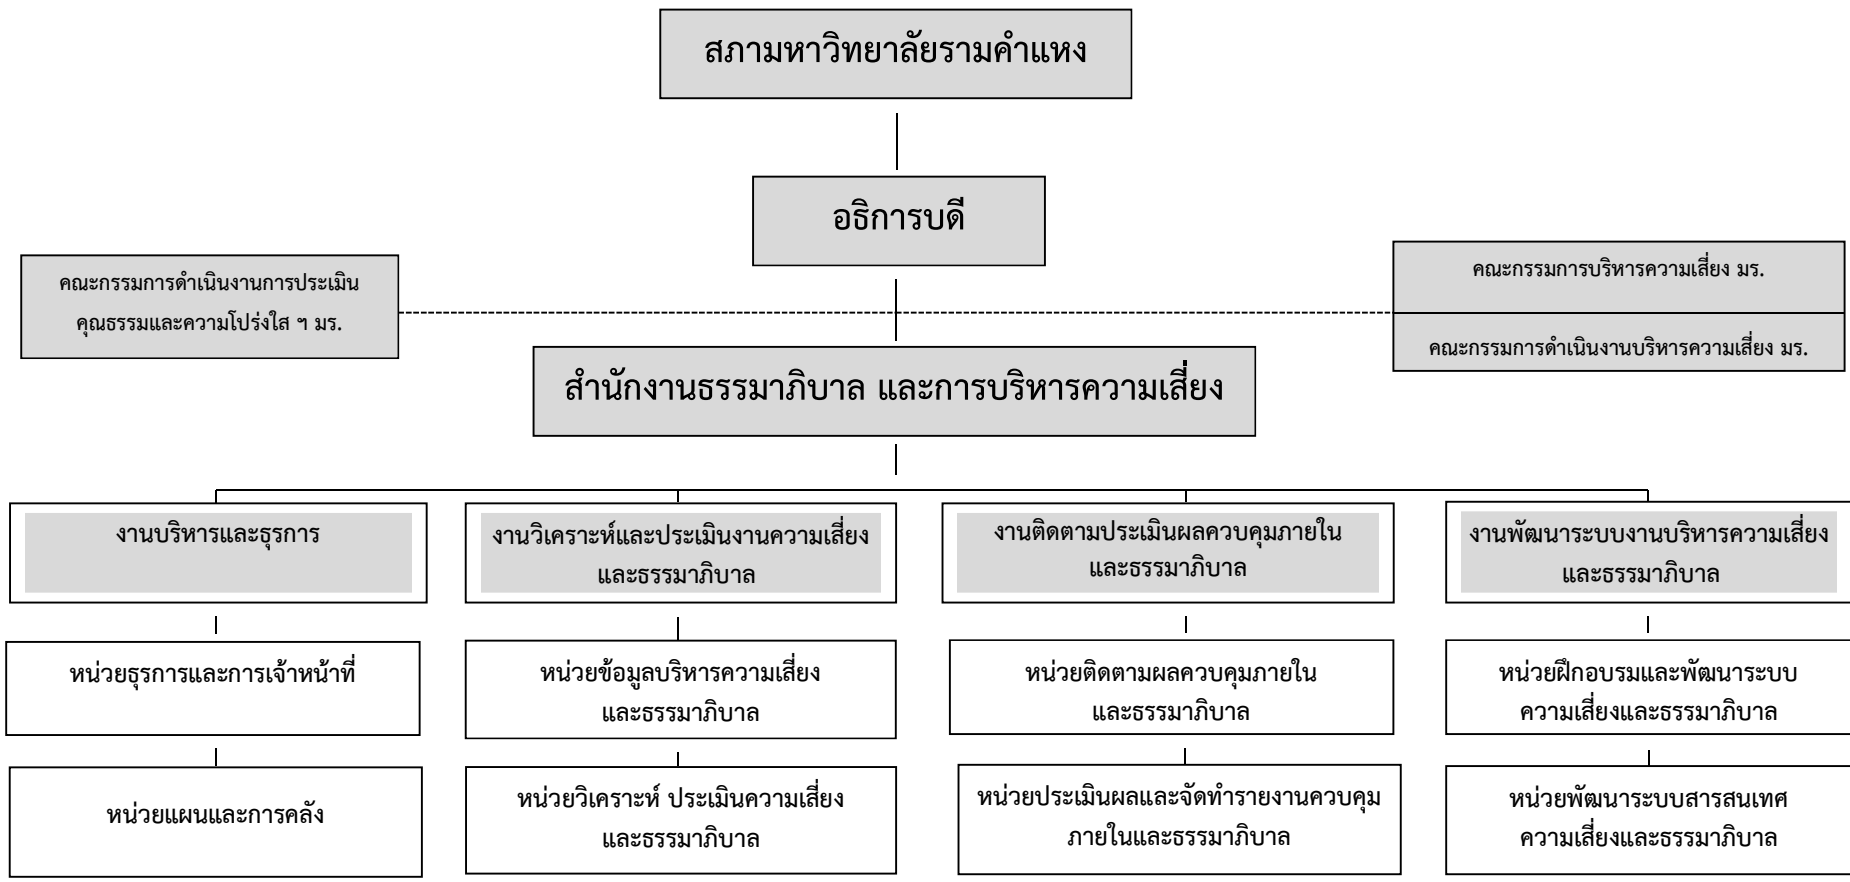 สภามหาวิทยาลัยรามคำแหง
อธิการบดี
คณะกรรมการดำเนินงานการประเมิน
คุณธรรมและความโปร่งใส ฯ มร.
คณะกรรมการบริหารความเสี่ยง มร.
คณะกรรมการดำเนินงานบริหารความเสี่ยง มร.
สำนักงานธรรมาภิบาล และการบริหารความเสี่ยง
งานบริหารและธุรการ
งานวิเคราะห์และประเมินงานความเสี่ยง
และธรรมาภิบาล
งานติดตามประเมินผลควบคุมภายใน
และธรรมาภิบาล
งานพัฒนาระบบงานบริหารความเสี่ยง
และธรรมาภิบาล
หน่วยธุรการและการเจ้าหน้าที่
หน่วยข้อมูลบริหารความเสี่ยง
และธรรมาภิบาล
หน่วยติดตามผลควบคุมภายใน
และธรรมาภิบาล
หน่วยฝึกอบรมและพัฒนาระบบ
ความเสี่ยงและธรรมาภิบาล
หน่วยแผนและการคลัง
หน่วยวิเคราะห์ ประเมินความเสี่ยง
และธรรมาภิบาล
หน่วยประเมินผลและจัดทำรายงานควบคุม
ภายในและธรรมาภิบาล
หน่วยพัฒนาระบบสารสนเทศ
ความเสี่ยงและธรรมาภิบาล